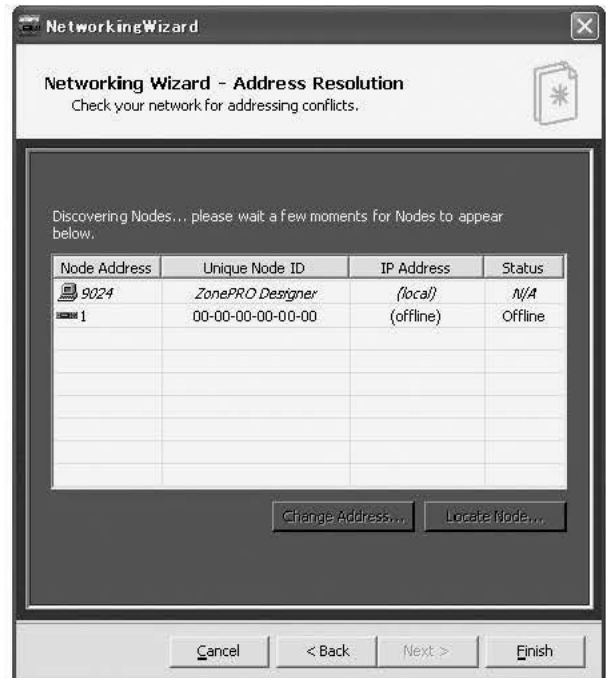 NetworkingWizard
Networking Wizard - Address Resolution
Check your network for addressing conflicts.
Discovering Nodes... please wait a few moments for Nodes to appear
below.
Node Address Unique Node ID IP Address Status
9024 ZonePRO Designer (local) N/A
1 00-00-00-00-00-00 (offline) Offline
Change Address... Locate Node...
Cancel < Back Next > Finish